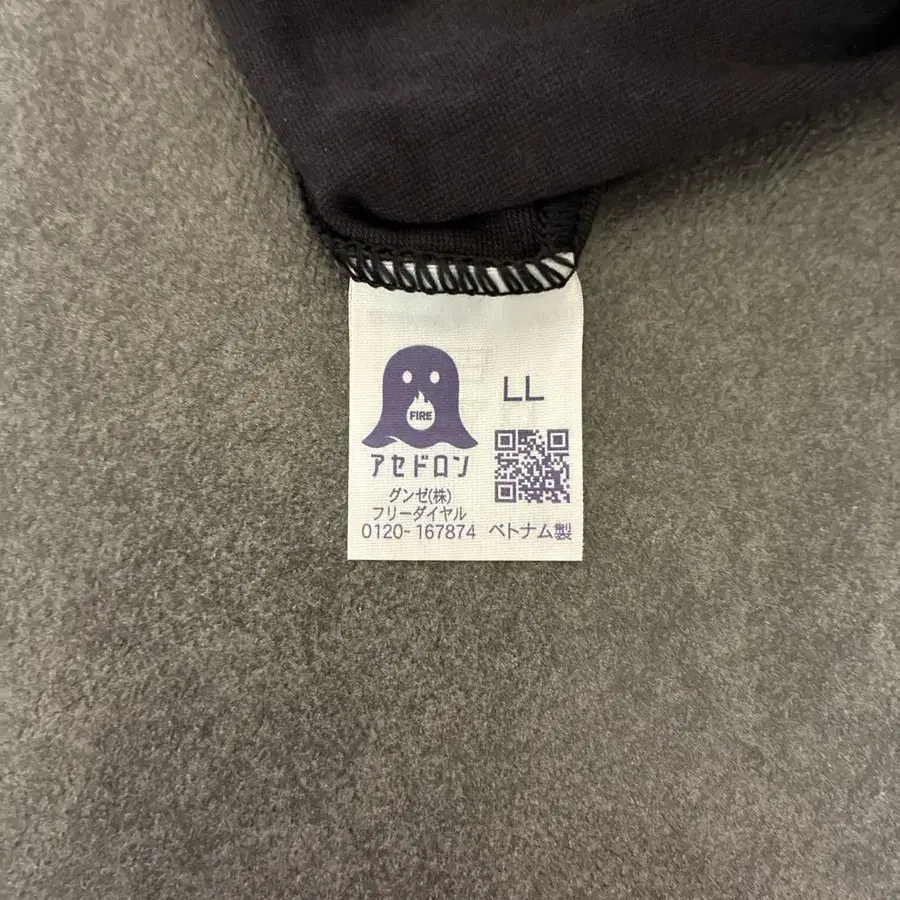 FIRE
アセドロン
LL
グンゼ(株)
フリーダイヤル
0120-167874 ベトナム製